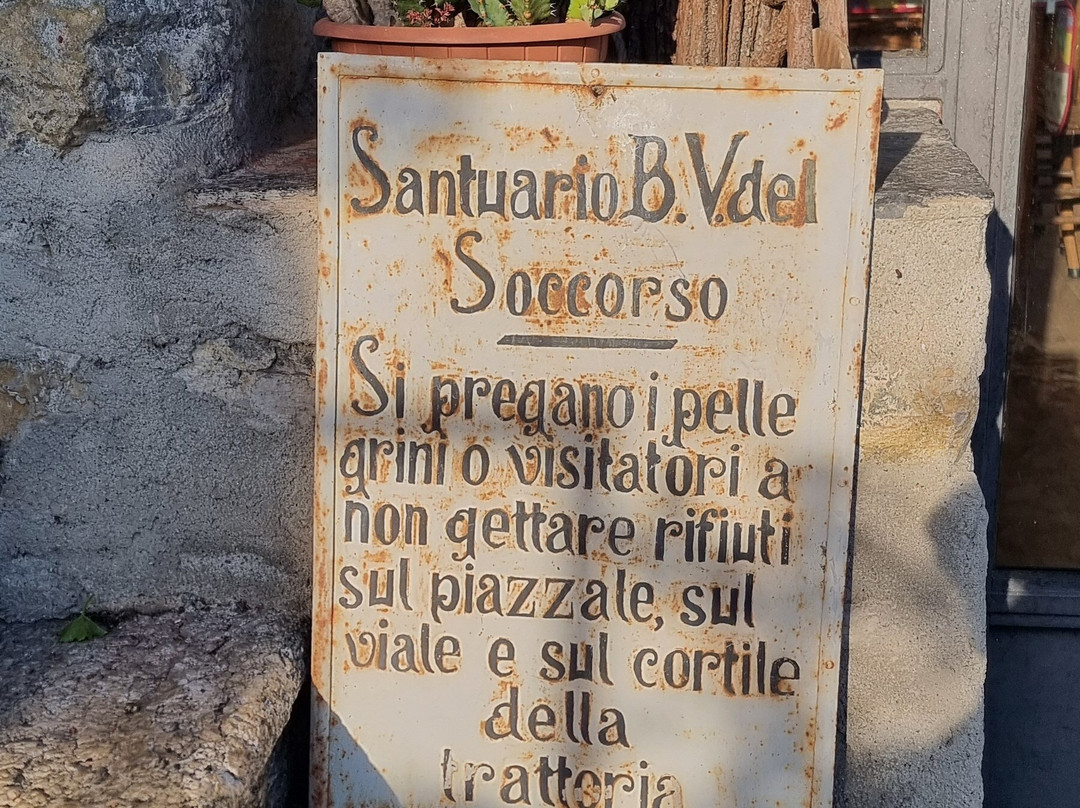 Santuario B.V. del
Soccorso
Si pregano i pelle
grini o visitatori a
non gettare rifiuti
sul piazzale, sul
viale e sul cortile
della
trattoria